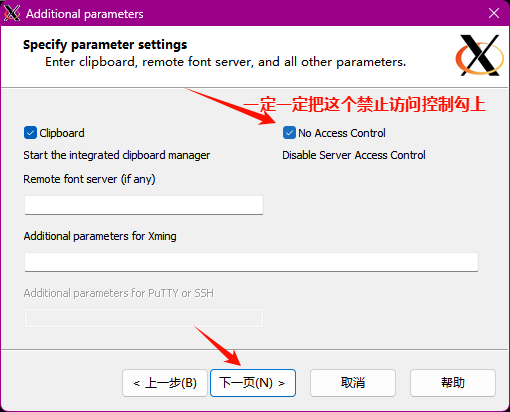 Additional parameters
Specify parameter settings
Enter clipboard, remote font server, and all other parameters.
一定一定把这个禁止访问控制勾上
Clipboard
No Access Control
Start the integrated clipboard manager
Disable Server Access Control
Remote font server (if any)
Additional parameters for Xming
Additional parameters for PuTTY or SSH
< 上一步(B)
下一页(N) >
取消
帮助